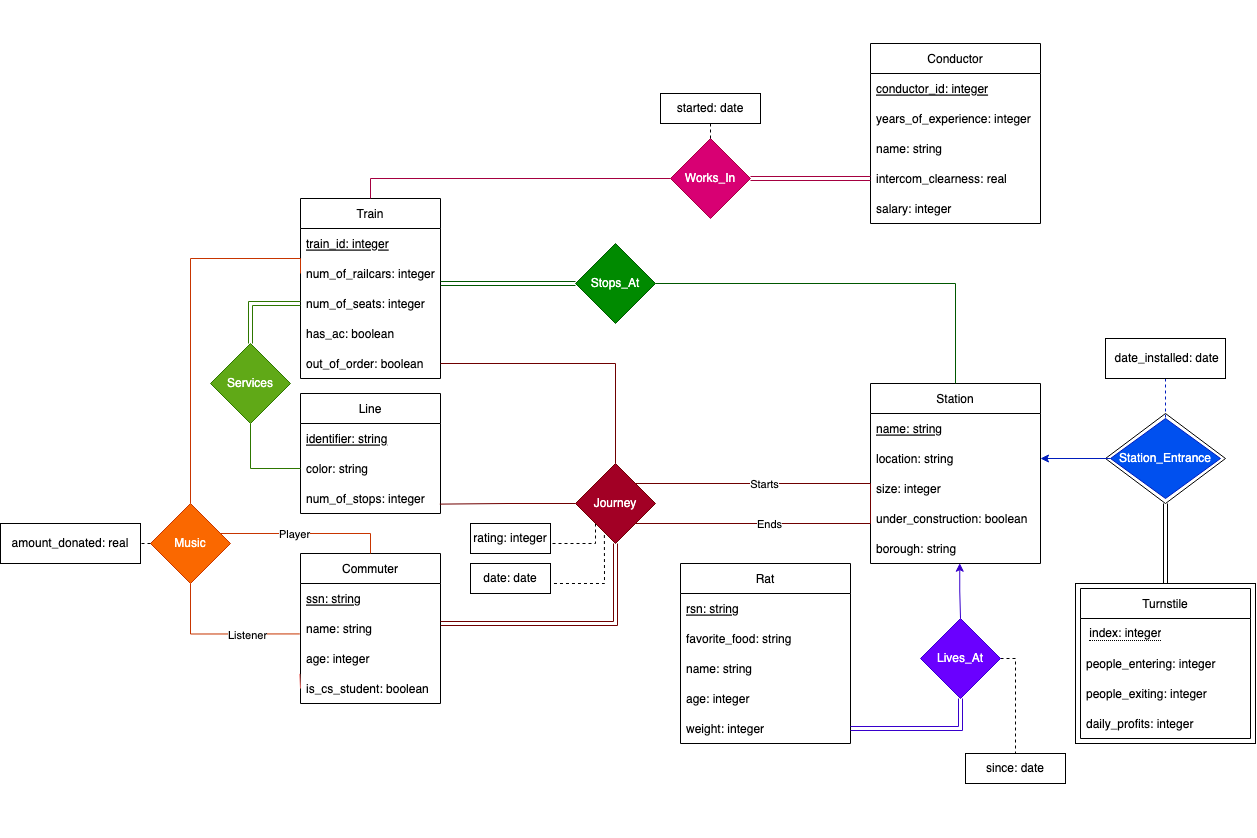 Conductor
conductor_id: integer
years_of_experience: integer
name: string
intercom_clearness: real
salary: integer
started: date
Works_In
Train
train_id: integer
num_of_railcars: integer
num_of_seats: integer
has_ac: boolean
out_of_order: boolean
Stops_At
Services
Line
identifier: string
color: string
num_of_stops: integer
date_installed: date
Station
name: string
location: string
size: integer
under_construction: boolean
borough: string
Station_Entrance
Journey
Starts
Ends
rating: integer
date: date
amount_donated: real
Music
Player
Listener
Commuter
ssn: string
name: string
age: integer
is_cs_student: boolean
Rat
rsn: string
favorite_food: string
name: string
age: integer
weight: integer
Lives_At
since: date
Turnstile
index: integer
people_entering: integer
people_exiting: integer
daily_profits: integer